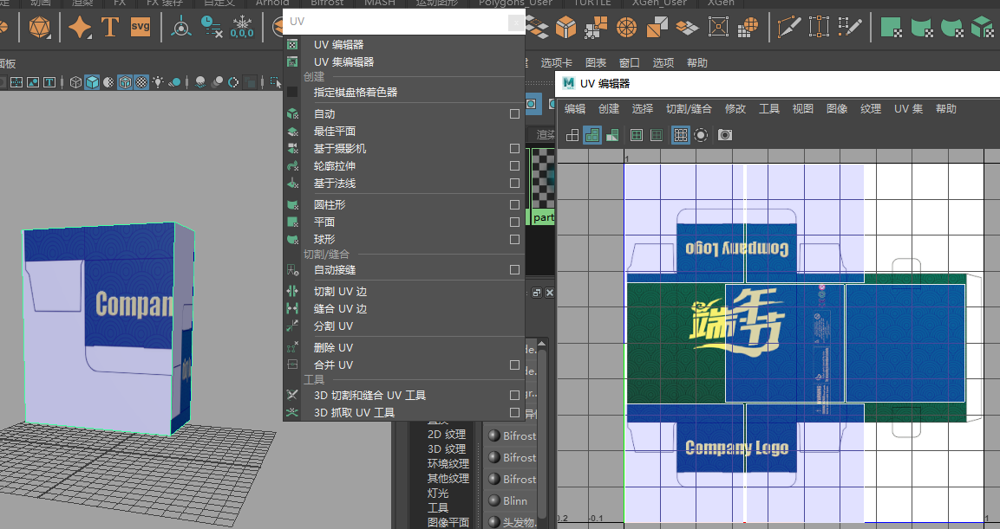 动画
渲染
FX
FX 缓存
自定义
Arnold
Bifrost
MASH
运动图形
Polygons_User
TURTLE
XGen_User
XGen
T
svg
0,0,0
面板
选项卡
图表
窗口
选项
帮助
UV
UV 编辑器
UV 集编辑器
创建
指定棋盘格着色器
自动
最佳平面
基于摄影机
轮廓拉伸
基于法线
圆柱形
平面
球形
切割/缝合
自动接缝
切割 UV 边
缝合 UV 边
分割 UV
删除 UV
合并 UV
工具
3D 切割和缝合 UV 工具
3D 抓取 UV 工具
2D 纹理
3D 纹理
环境纹理
其他纹理
灯光
工具
图像平面
Bifrost
Bifrost
Bifrost
Blinn
头发物.
渲染
part
UV 编辑器
编辑
创建
选择
切割/缝合
修改
工具
视图
图像
纹理
UV 集
帮助
1
Company Logo
端午节
Company Logo
-0.1
1
Compan